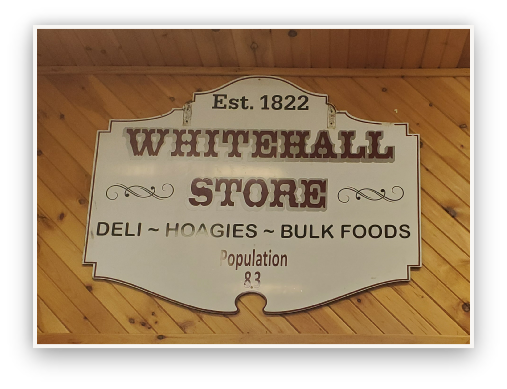 Est. 1822
WHITEHALL
STORE
DELI ~ HOAGIES ~ BULK FOODS
Population
83